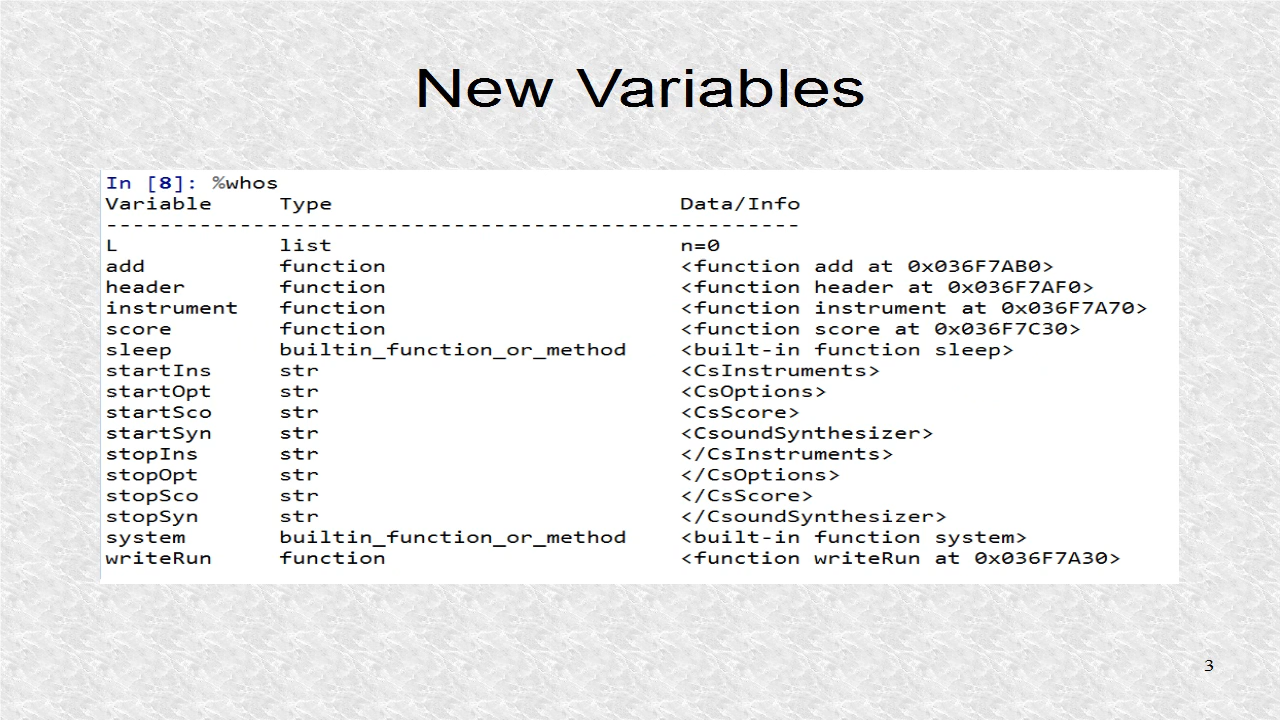 New Variables
In [8]: %whos
Variable     Type                          Data/Info
----------------------------------------------------
L            list                          n=0
add          function                      <function add at 0x036F7AB0>
header       function                      <function header at 0x036F7AF0>
instrument   function                      <function instrument at 0x036F7A70>
score        function                      <function score at 0x036F7C30>
sleep        builtin_function_or_method    <built-in function sleep>
startIns     str                           <CsInstruments>
startOpt     str                           <CsOptions>
startSco     str                           <CsScore>
startSyn     str                           <CsoundSynthesizer>
stopIns      str                           </CsInstruments>
stopOpt      str                           </CsOptions>
stopSco      str                           </CsScore>
stopSyn      str                           </CsoundSynthesizer>
system       builtin_function_or_method    <built-in function system>
writeRun     function                      <function writeRun at 0x036F7A30>
3